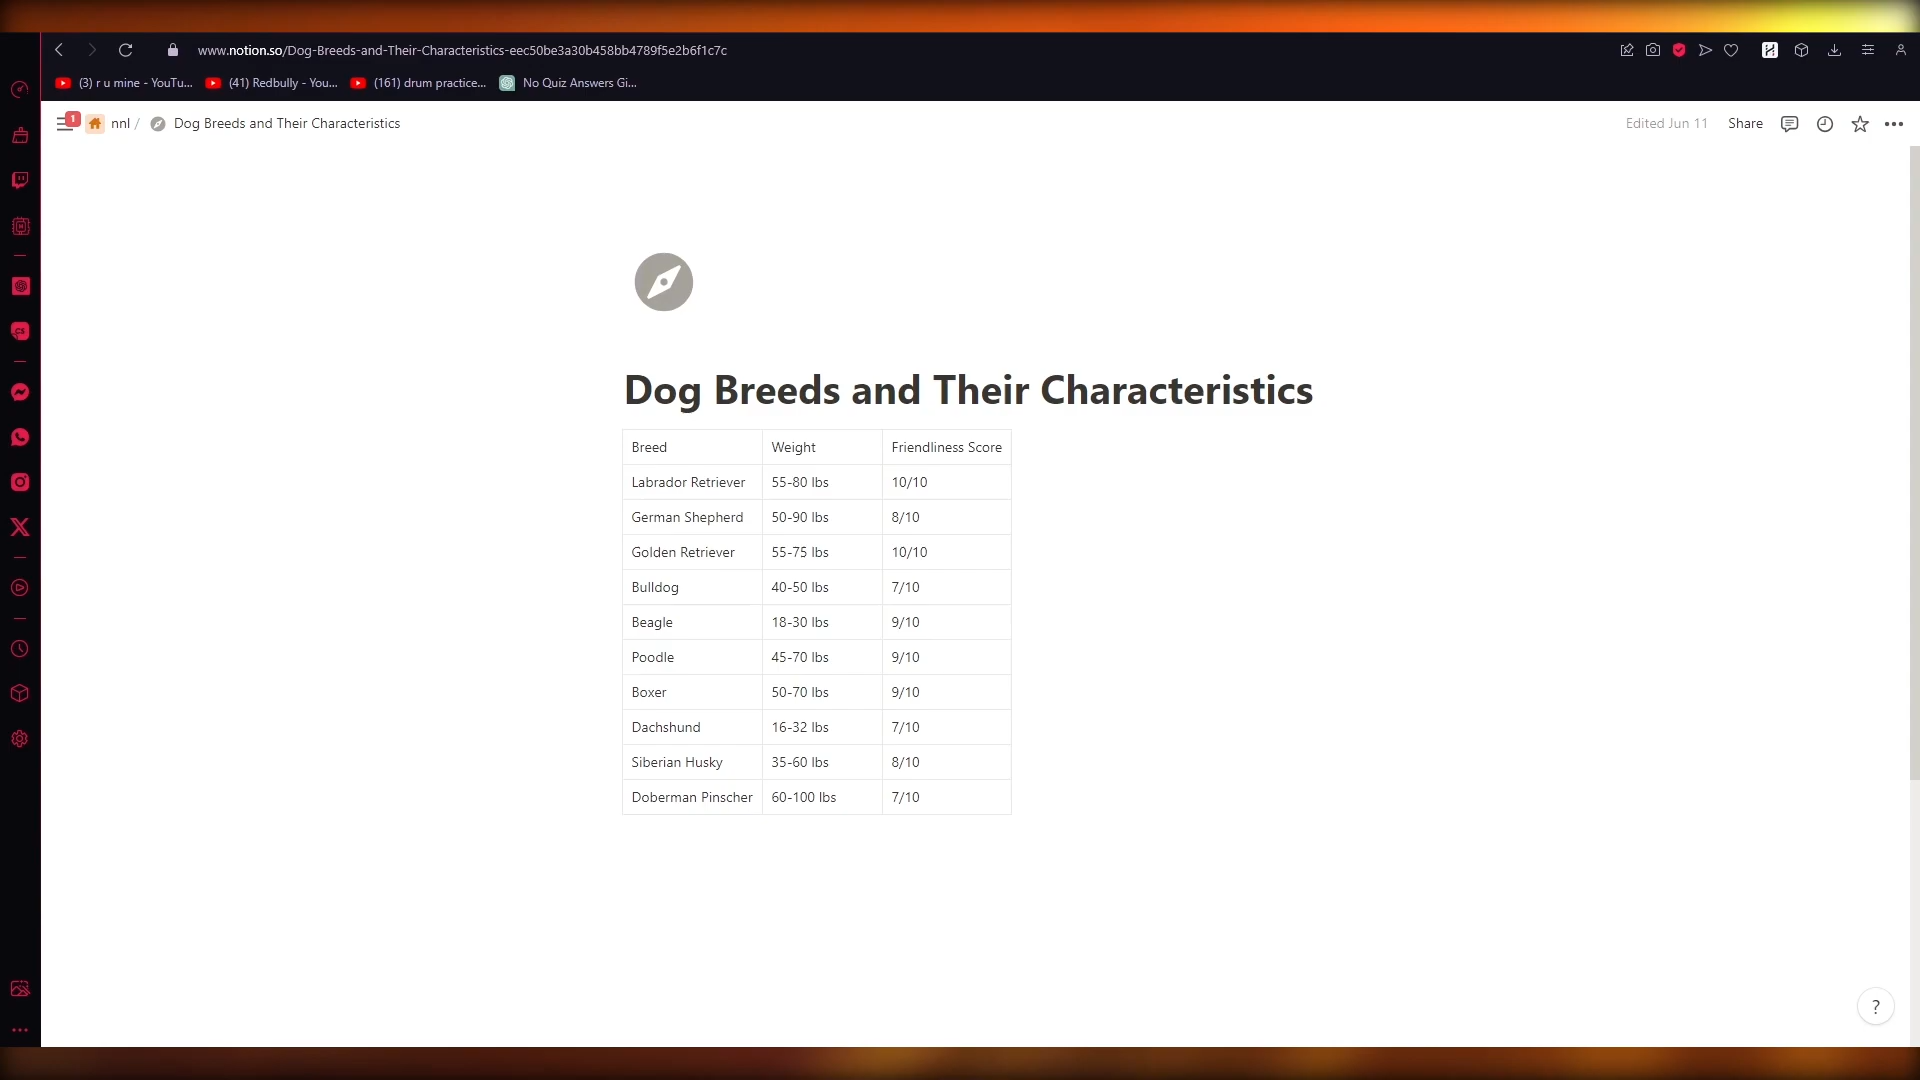 www.notion.so/Dog-Breeds-and-Their-Characteristics-eec50be3a30b458bb4789f5e2b6f1c7c
(3) r u mine - YouTu... (41) Redbully - You... (161) drum practice... No Quiz Answers Gi...
1 nnl / Dog Breeds and Their Characteristics Edited Jun 11 Share
Dog Breeds and Their Characteristics
Breed Weight Friendliness Score
Labrador Retriever 55-80 lbs 10/10
German Shepherd 50-90 lbs 8/10
Golden Retriever 55-75 lbs 10/10
Bulldog 40-50 lbs 7/10
Beagle 18-30 lbs 9/10
Poodle 45-70 lbs 9/10
Boxer 50-70 lbs 9/10
Dachshund 16-32 lbs 7/10
Siberian Husky 35-60 lbs 8/10
Doberman Pinscher 60-100 lbs 7/10
?